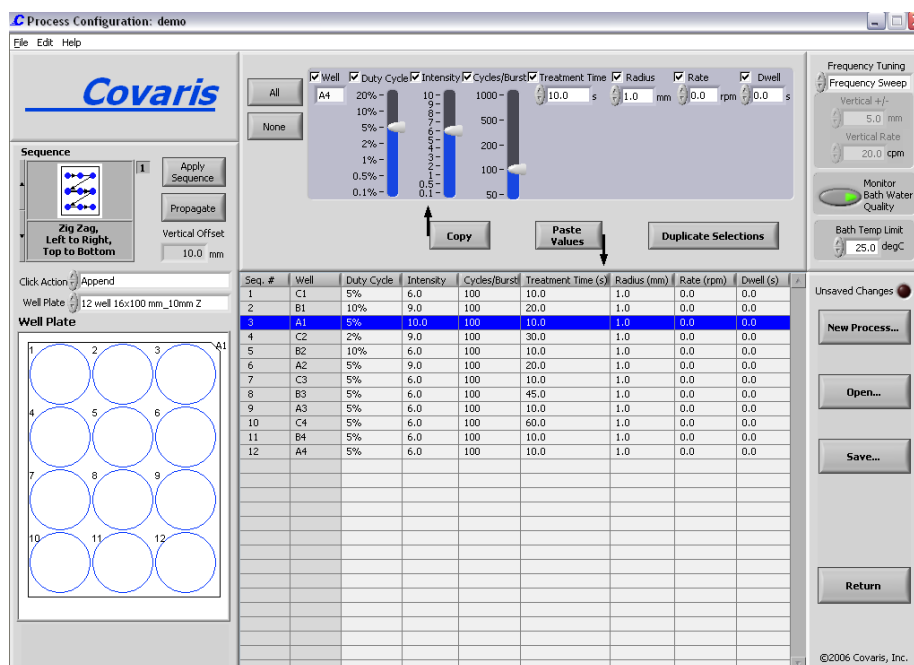 C Process Configuration: demo
File Edit Help
Covaris
Sequence
1
Zig Zag,
Left to Right,
Top to Bottom
Apply
Sequence
Propagate
Vertical Offset
10.0 mm
Click Action Append
Well Plate 12 well 16x100 mm_10mm Z
Well Plate
A1
1 2 3
4 5 6
7 8 9
10 11 12
All
None
Well Duty Cycle Intensity Cycles/Burst Treatment Time Radius Rate Dwell
A4
20%
10%
5%
2%
1%
0.5%
0.1%
10
9
8
7
6
5
4
3
2
1
0.5
0.1
1000
500
200
100
50
10.0 s
1.0 mm
0.0 rpm
0.0 s
Copy
Paste
Values
Duplicate Selections
Seq. # Well Duty Cycle Intensity Cycles/Burst Treatment Time (s) Radius (mm) Rate (rpm) Dwell (s)
1 C1 5% 6.0 100 10.0 1.0 0.0 0.0
2 B1 10% 9.0 100 20.0 1.0 0.0 0.0
3 A1 5% 10.0 100 10.0 1.0 0.0 0.0
4 C2 2% 9.0 100 30.0 1.0 0.0 0.0
5 B2 10% 6.0 100 10.0 1.0 0.0 0.0
6 A2 5% 9.0 100 20.0 1.0 0.0 0.0
7 C3 5% 6.0 100 10.0 1.0 0.0 0.0
8 B3 5% 6.0 100 45.0 1.0 0.0 0.0
9 A3 5% 6.0 100 10.0 1.0 0.0 0.0
10 C4 5% 6.0 100 60.0 1.0 0.0 0.0
11 B4 5% 6.0 100 10.0 1.0 0.0 0.0
12 A4 5% 6.0 100 10.0 1.0 0.0 0.0
Frequency Tuning
Frequency Sweep
Vertical +/-
5.0 mm
Vertical Rate
20.0 cpm
Monitor
Bath Water
Quality
Bath Temp Limit
25.0 degC
Unsaved Changes
New Process...
Open...
Save...
Return
©2006 Covaris, Inc.